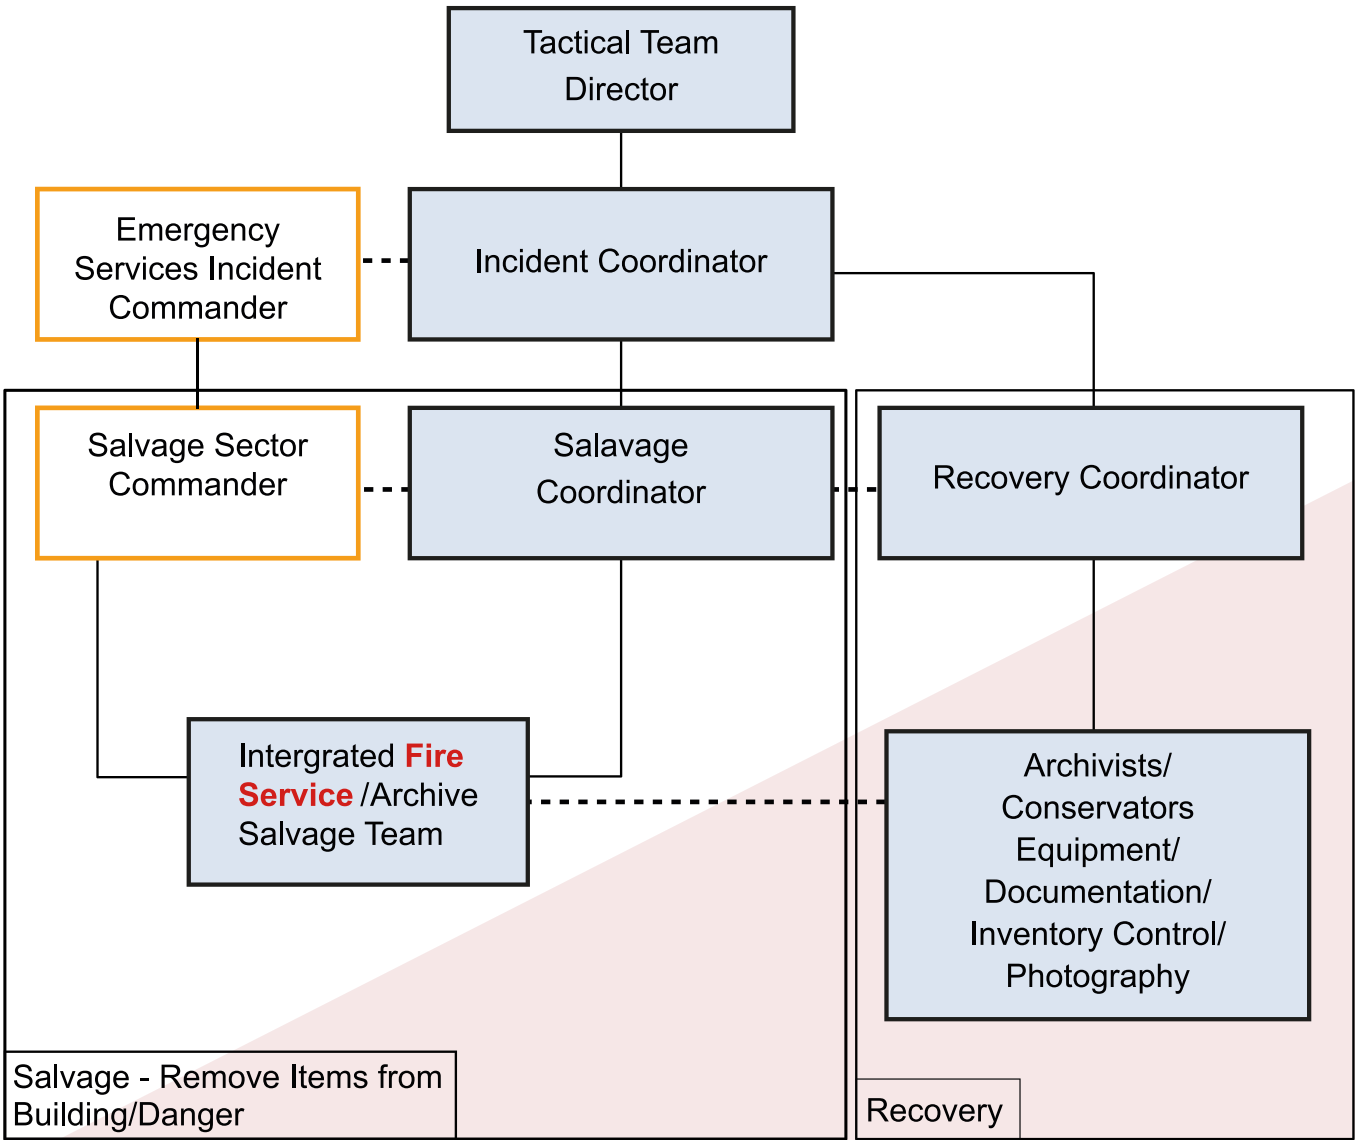 Tactical Team
Director
Emergency
Services Incident
Commander
Incident Coordinator
Salvage Sector
Commander
Salavage
Coordinator
Recovery Coordinator
Intergrated Fire
Service /Archive
Salvage Team
Archivists/
Conservators
Equipment/
Documentation/
Inventory Control/
Photography
Salvage - Remove Items from
Building/Danger
Recovery